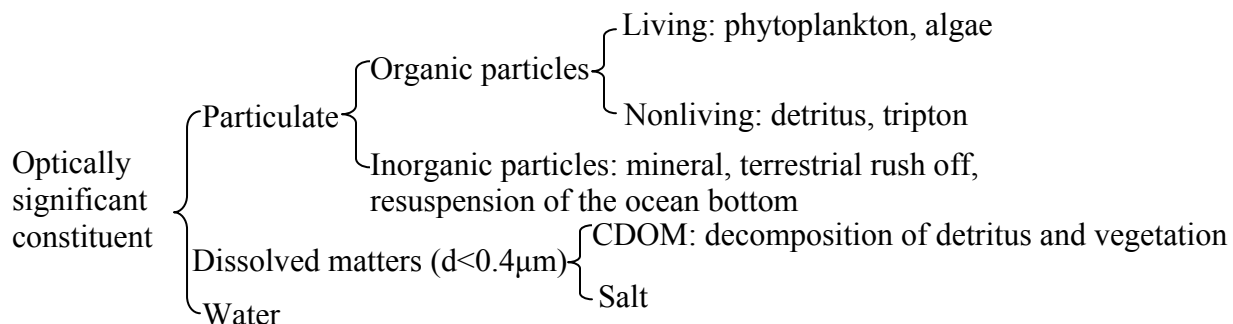 Living: phytoplankton, algae
Organic particles
Nonliving: detritus, tripton
Particulate
Inorganic particles: mineral, terrestrial rush off,
resuspension of the ocean bottom
Optically
significant
constituent
CDOM: decomposition of detritus and vegetation
Dissolved matters (d<0.4μm)
Salt
Water